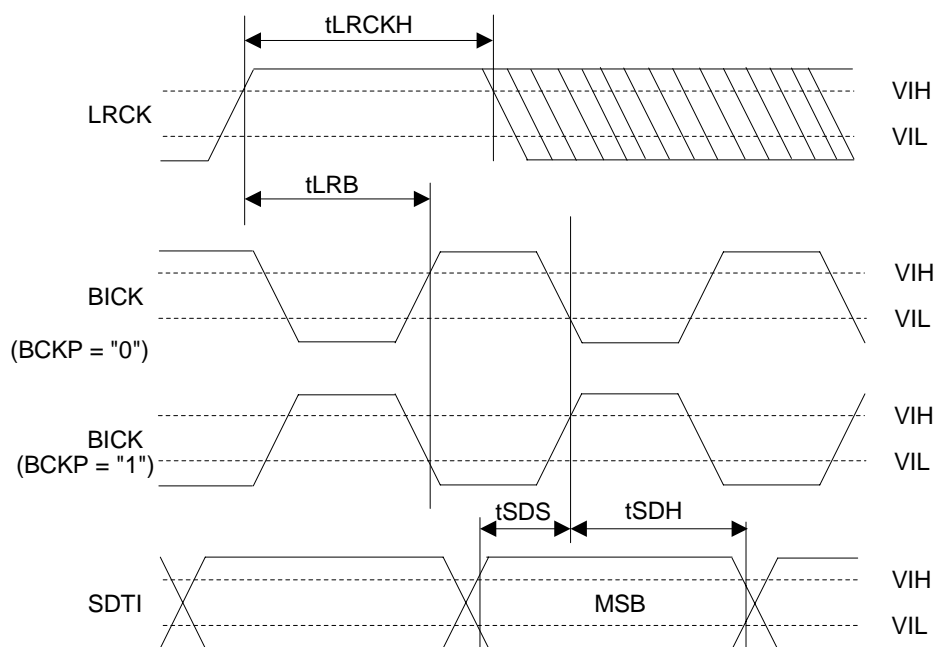 tLRCKH
VIH
LRCK
VIL
tLRB
VIH
BICK
VIL
(BCKP = "0")
VIH
BICK
(BCKP = "1")
VIL
tSDS
tSDH
VIH
SDTI
MSB
VIL